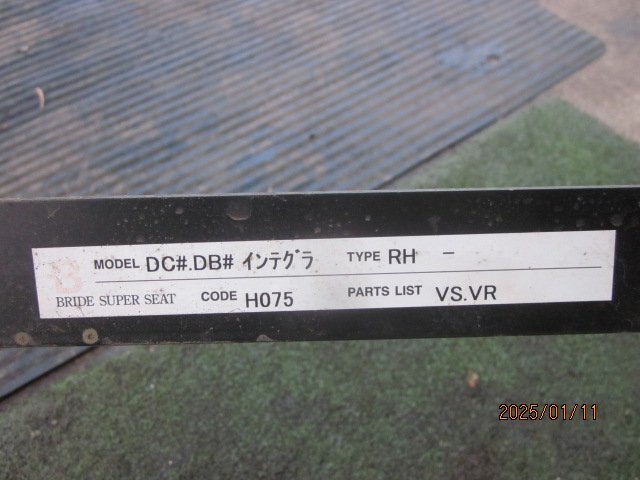 B MODEL DC#.DB# ｲﾝﾃｸﾞﾗ TYPE RH -
BRIDE SUPER SEAT CODE H075 PARTS LIST VS.VR
2025/01/11